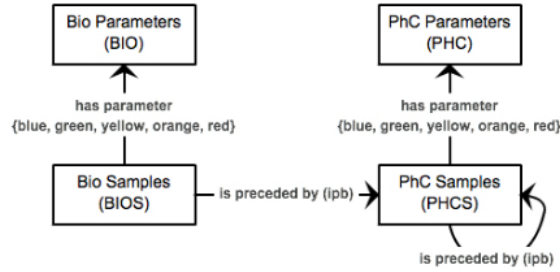 Bio Parameters
(BIO)
PhC Parameters
(PHC)
has parameter
{blue, green, yellow, orange, red}
has parameter
{blue, green, yellow, orange, red}
Bio Samples
(BIOS)
is preceded by (ipb)
PhC Samples
(PHCS)
is preceded by (ipb)